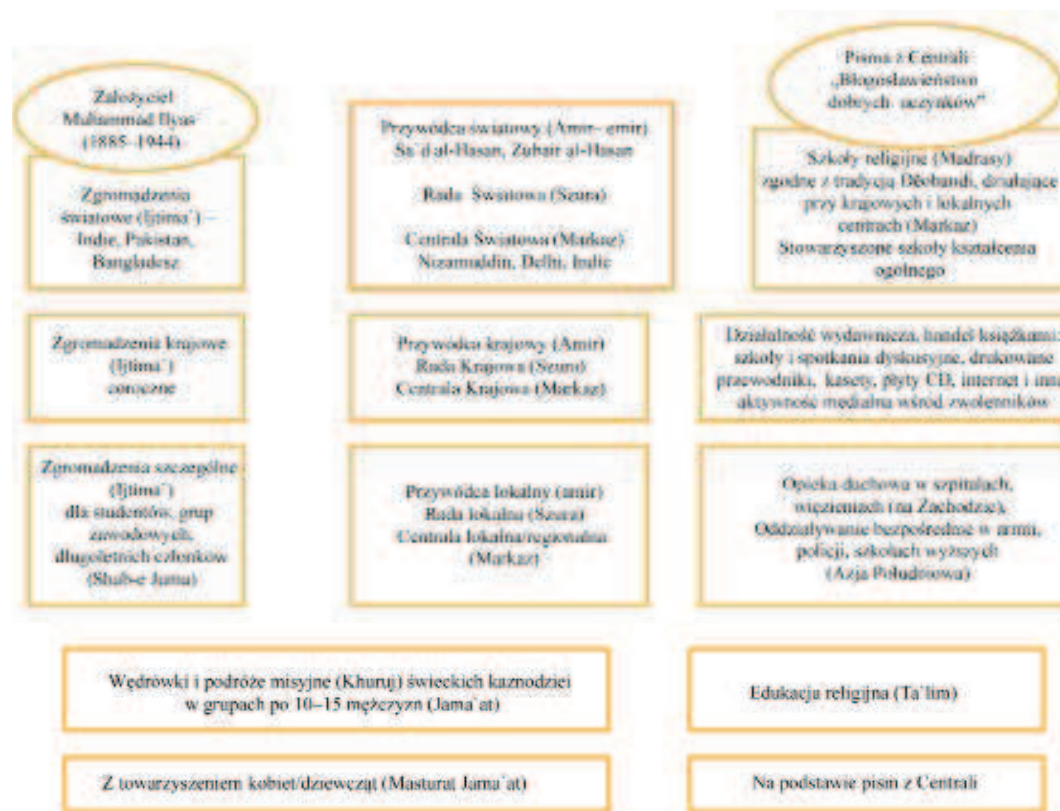 Założyciel
Muhammad Ilyas
(1885–1944)
Zgromadzenia
światowe (Ijtima´) –
Indie, Pakistan,
Bangladesz
Zgromadzenia krajowe
(Ijtima´)
coroczne
Zgromadzenia szczególne
(Ijtima´)
dla studentów, grup
zawodowych,
długoletnich członków
(Shab-e Juma)
Przywódca światowy (Amir– emir)
Sa´d al-Hasan, Zuhair al-Hasan
Rada Światowa (Szura)
Centrala Światowa (Markaz)
Nizamuddin, Delhi, Indie
Przywódca krajowy (Amir)
Rada Krajowa (Szura)
Centrala Krajowa (Markaz)
Przywódca lokalny (amir)
Rada lokalna (Szura)
Centrala lokalna/regionalna
(Markaz)
Pisma z Centrali
„Błogosławieństwo
dobrych uczynków”
Szkoły religijne (Madrasy)
zgodne z tradycją Dēobandi, działające
przy krajowych i lokalnych
centrach (Markaz)
Stowarzyszone szkoły kształcenia
ogólnego
Działalność wydawnicza, handel książkami:
szkoły i spotkania dyskusyjne, drukowane
przewodniki, kasety, płyty CD, internet i inna
aktywność medialna wśród zwolenników
Opieka duchowa w szpitalach,
więzieniach (na Zachodzie),
Oddziaływanie bezpośrednie w armii,
policji, szkołach wyższych
(Azja Południowa)
Wędrówki i podróże misyjne (Khuruj) świeckich kaznodziei
w grupach po 10–15 mężczyzn (Jama´at)
Edukacja religijna (Ta´lim)
Z towarzyszeniem kobiet/dziewcząt (Masturat Jama´at)
Na podstawie pism z Centrali